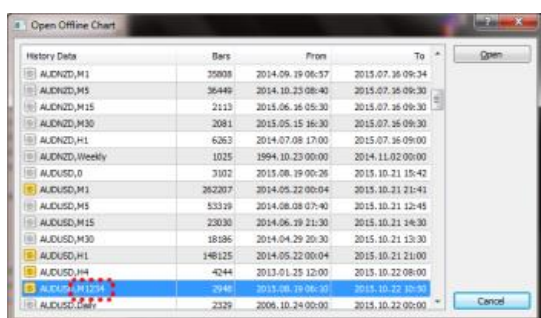 Open Offline Chart
History Data Bars From To
AUDNZD,M1 35808 2014.09.19 06:57 2015.07.16 09:34
AUDNZD,M5 36449 2014.10.23 08:40 2015.07.16 09:30
AUDNZD,M15 2113 2015.06.16 05:30 2015.07.16 09:30
AUDNZD,M30 2081 2015.05.15 16:30 2015.07.16 09:30
AUDNZD,H1 6263 2014.07.08 17:00 2015.07.16 09:00
AUDNZD,Weekly 1025 1994.10.23 00:00 2014.11.02 00:00
AUDUSD,0 3102 2015.08.19 00:26 2015.10.21 15:42
AUDUSD,M1 262207 2014.05.22 00:04 2015.10.21 21:41
AUDUSD,M5 53319 2014.08.08 07:40 2015.10.21 12:45
AUDUSD,M15 23030 2014.06.19 21:30 2015.10.21 14:30
AUDUSD,M30 18186 2014.04.29 20:30 2015.10.21 13:30
AUDUSD,H1 148125 2014.05.22 00:04 2015.10.21 21:00
AUDUSD,H4 4244 2013.01.25 12:00 2015.10.22 08:00
AUDUSD,M1234 2948 2015.08.19 06:10 2015.10.22 10:50
AUDUSD,Daily 2329 2006.10.24 00:00 2015.10.22 00:00
Open
Cancel